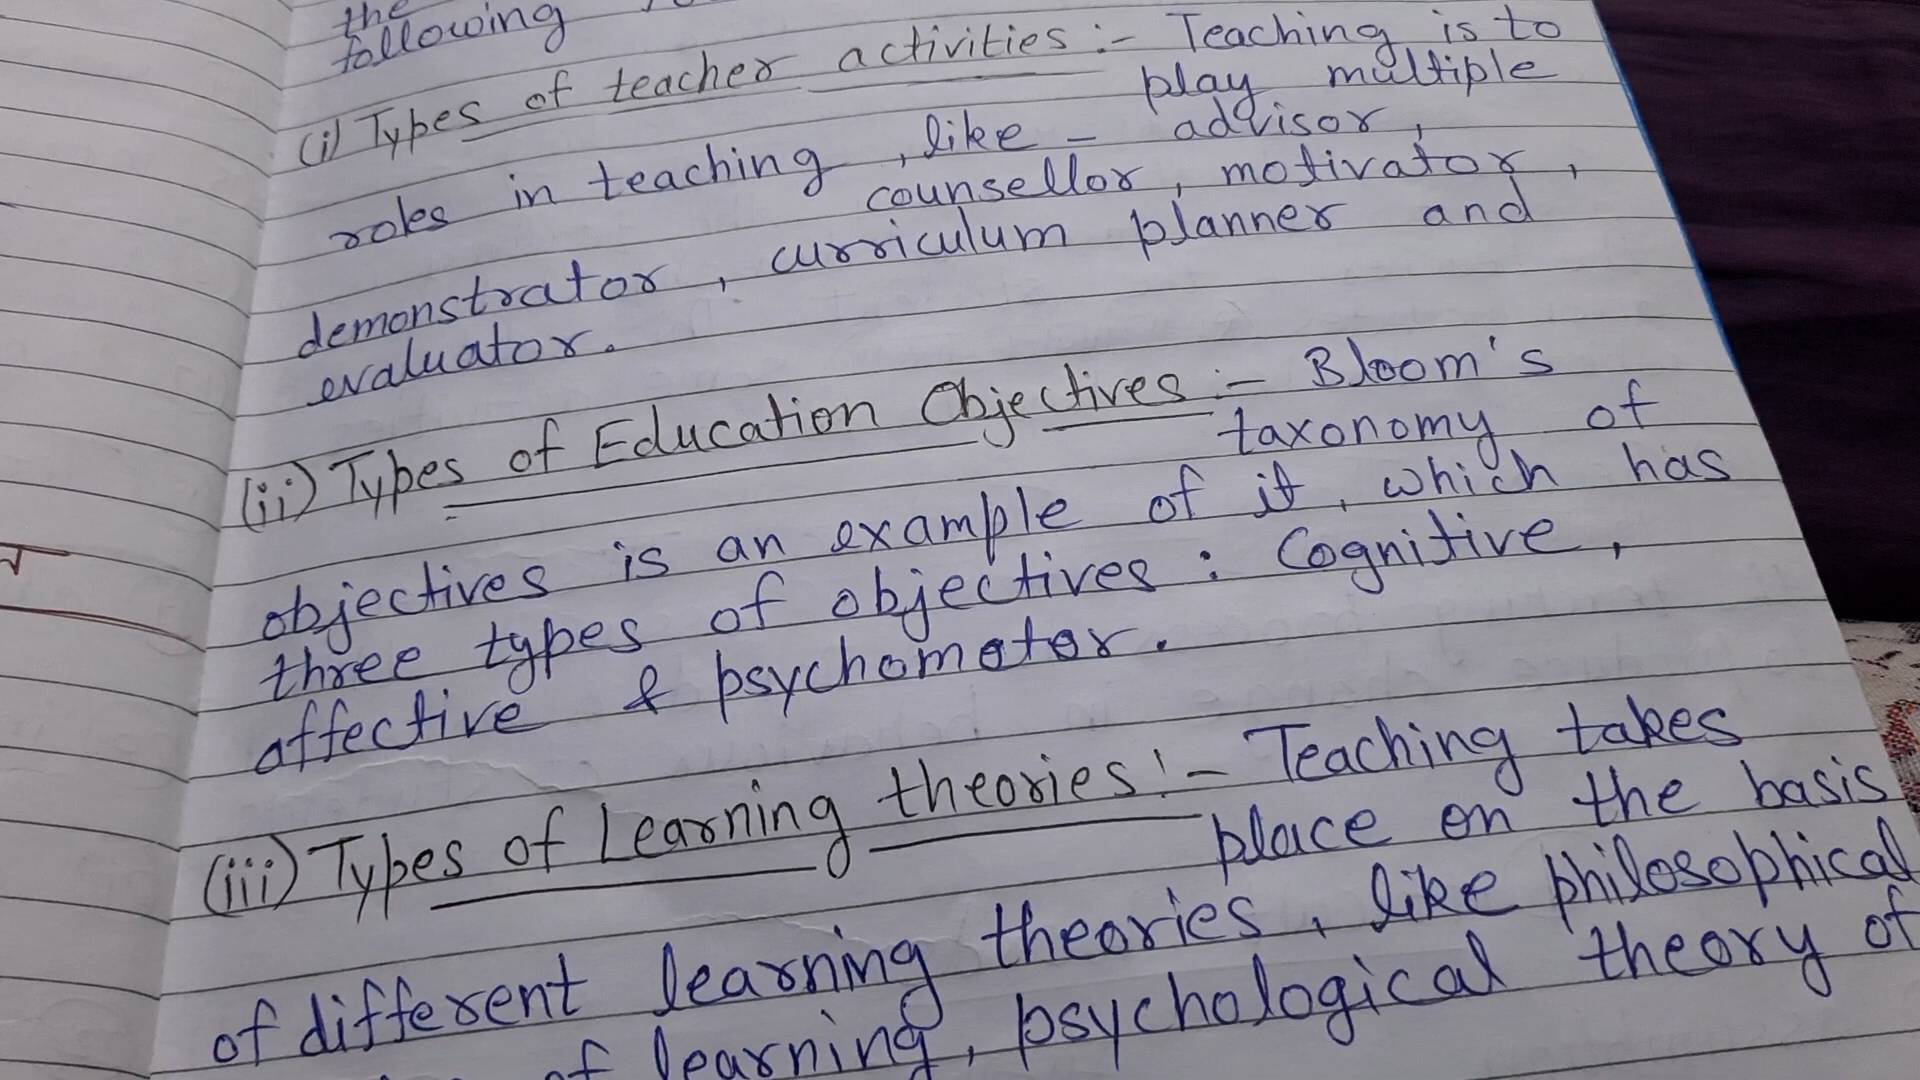 the
following
(i) Types of teacher activities :- Teaching is to
play multiple
roles in teaching, like - advisor,
counsellor, motivator,
demonstrator, curriculum planner and
evaluator.
(ii) Types of Education Objectives :- Bloom's
taxonomy of
objectives is an example of it, which has
three types of objectives : Cognitive,
affective & psychomotor.
(iii) Types of Learning theories :- Teaching takes
place on the basis
of different learning theories, like philosophical
of learning, psychological theory of